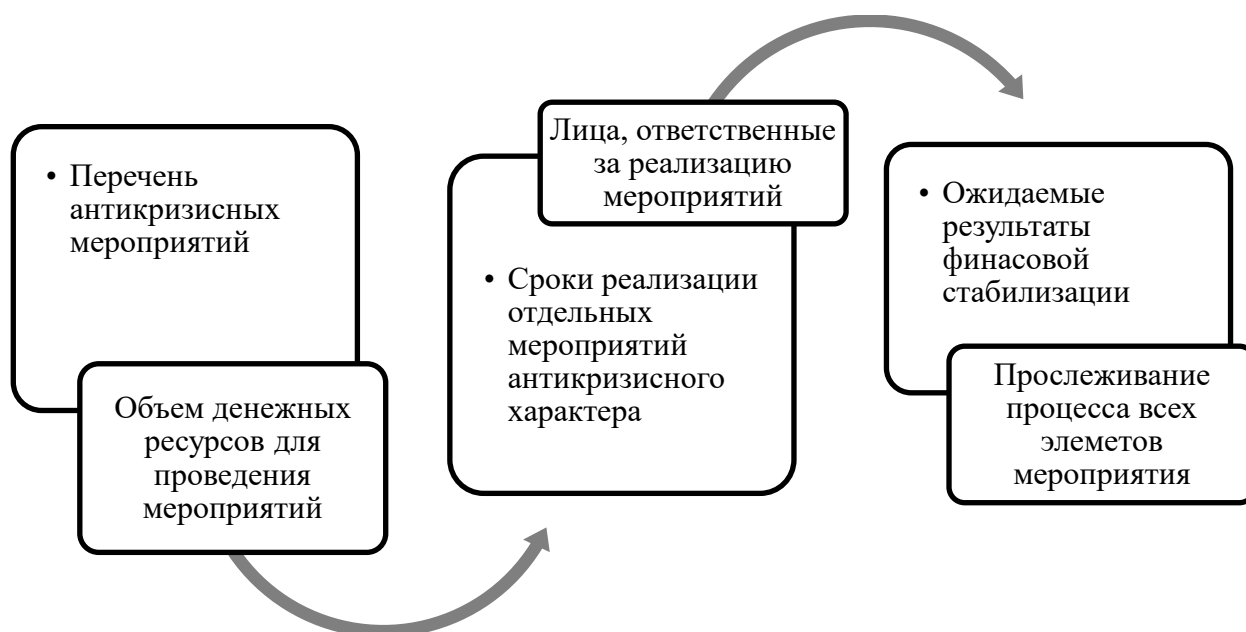 • Перечень
антикризисных
мероприятий
Объем денежных
ресурсов для
проведения
мероприятий
Лица, ответственные
за реализацию
мероприятий
• Сроки реализации
отдельных
мероприятий
антикризисного
характера
• Ожидаемые
результаты
финасовой
стабилизации
Прослеживание
процесса всех
элеметов
мероприятия